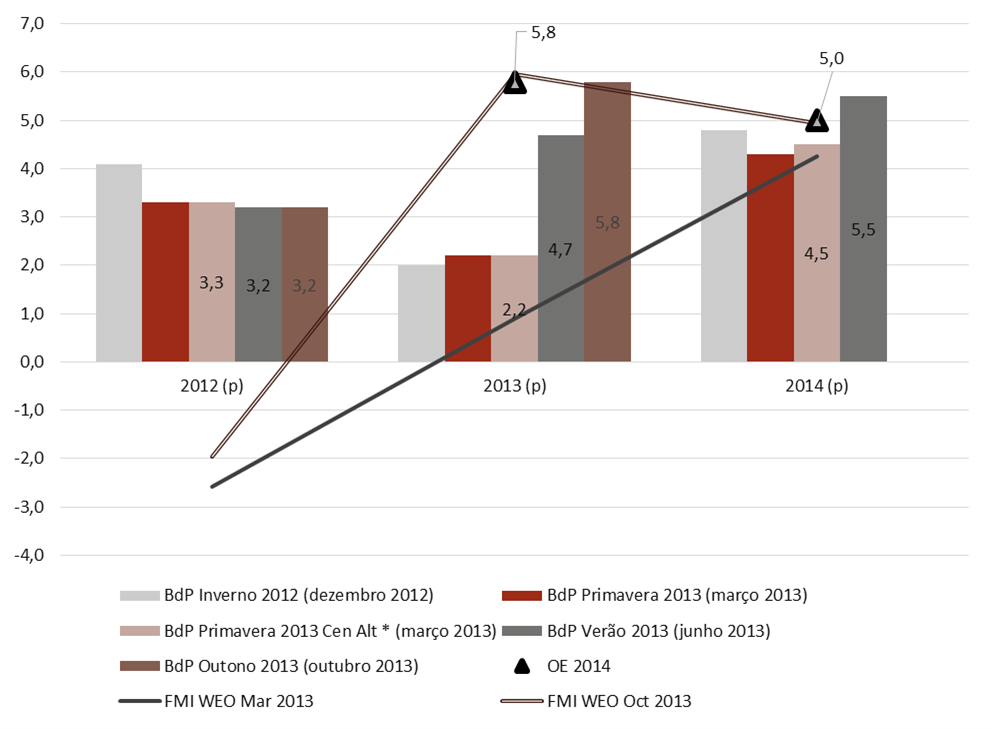 7,0
5,8
6,0
5,0
5,0
4,0
3,0
2,0
1,0
0,0
-1,0
-2,0
-3,0
-4,0
3,3
3,2
3,2
2,2
4,7
5,8
4,5
5,5
2012 (p)
2013 (p)
2014 (p)
BdP Inverno 2012 (dezembro 2012)
BdP Primavera 2013 (março 2013)
BdP Primavera 2013 Cen Alt * (março 2013)
BdP Verão 2013 (junho 2013)
BdP Outono 2013 (outubro 2013)
OE 2014
FMI WEO Mar 2013
FMI WEO Oct 2013